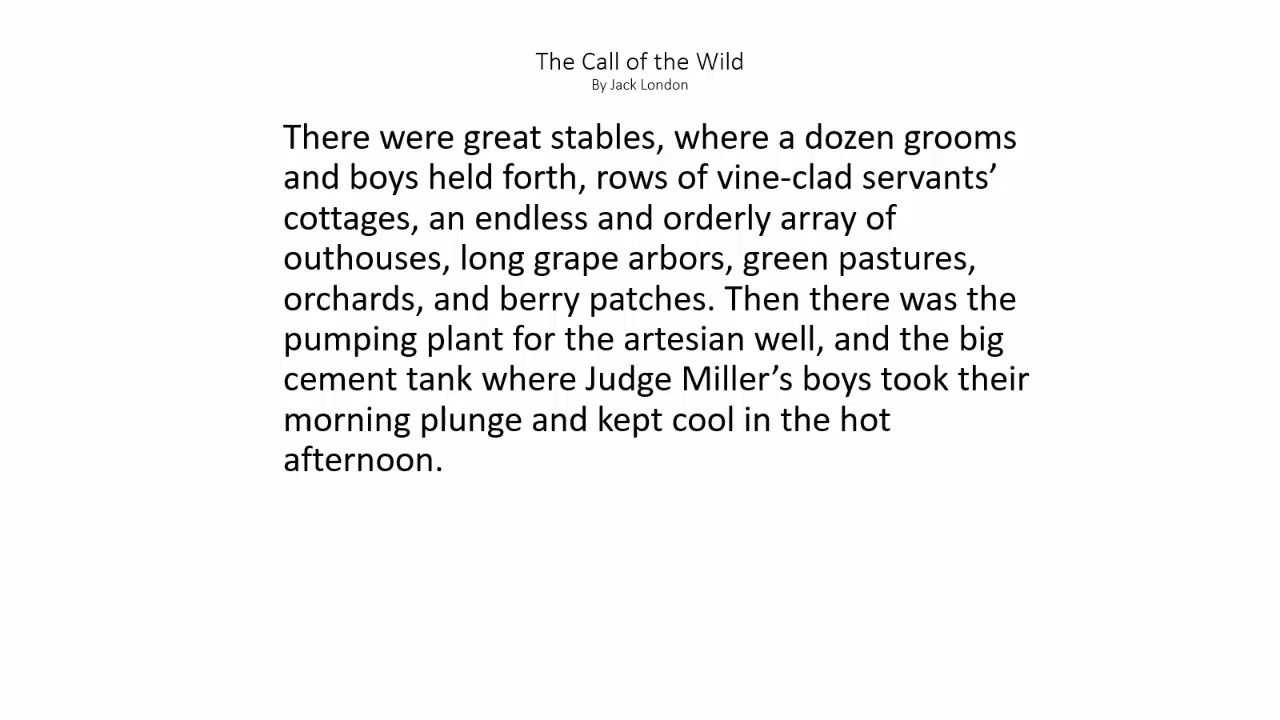 The Call of the Wild
By Jack London
There were great stables, where a dozen grooms
and boys held forth, rows of vine-clad servants’
cottages, an endless and orderly array of
outhouses, long grape arbors, green pastures,
orchards, and berry patches. Then there was the
pumping plant for the artesian well, and the big
cement tank where Judge Miller’s boys took their
morning plunge and kept cool in the hot
afternoon.